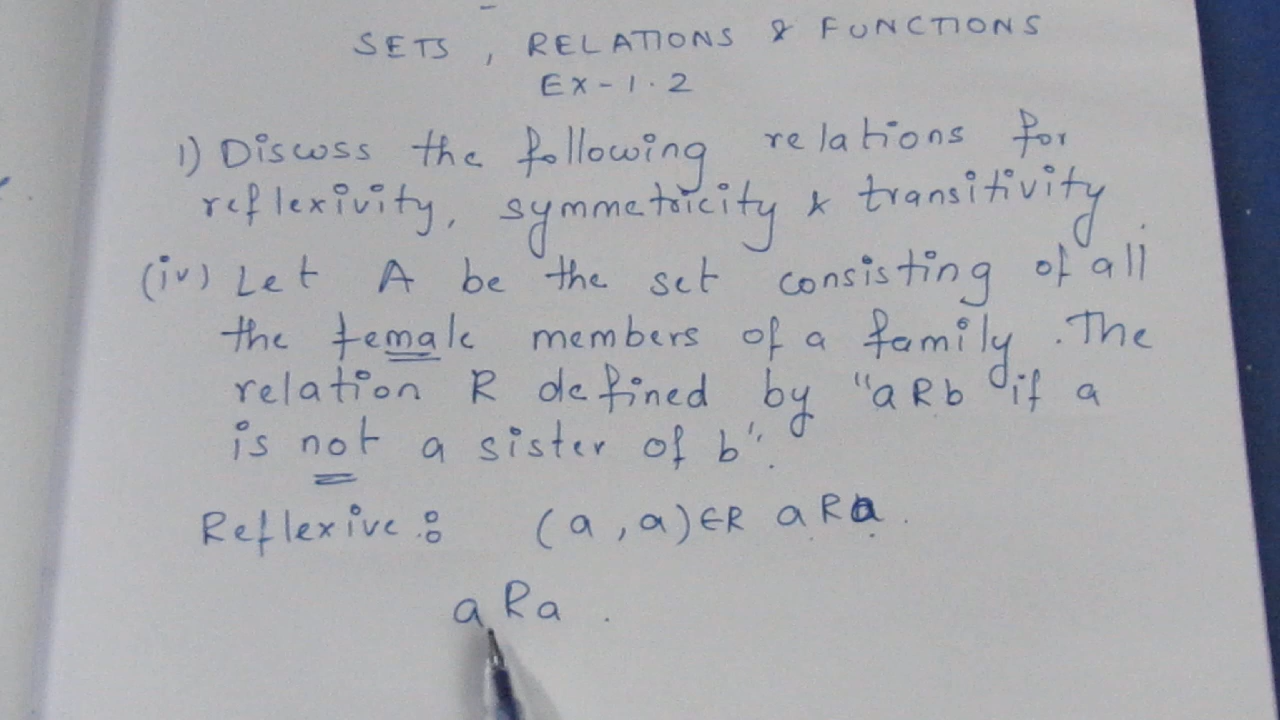 SETS, RELATIONS & FUNCTIONS
EX-1.2
1) Discuss the following relations for
reflexivity, symmetricity & transitivity.
(iv) Let A be the set consisting of all
the female members of a family. The
relation R defined by "aRb if a
is not a sister of b".
Reflexive: (a,a)∈R aRa.
aRa.